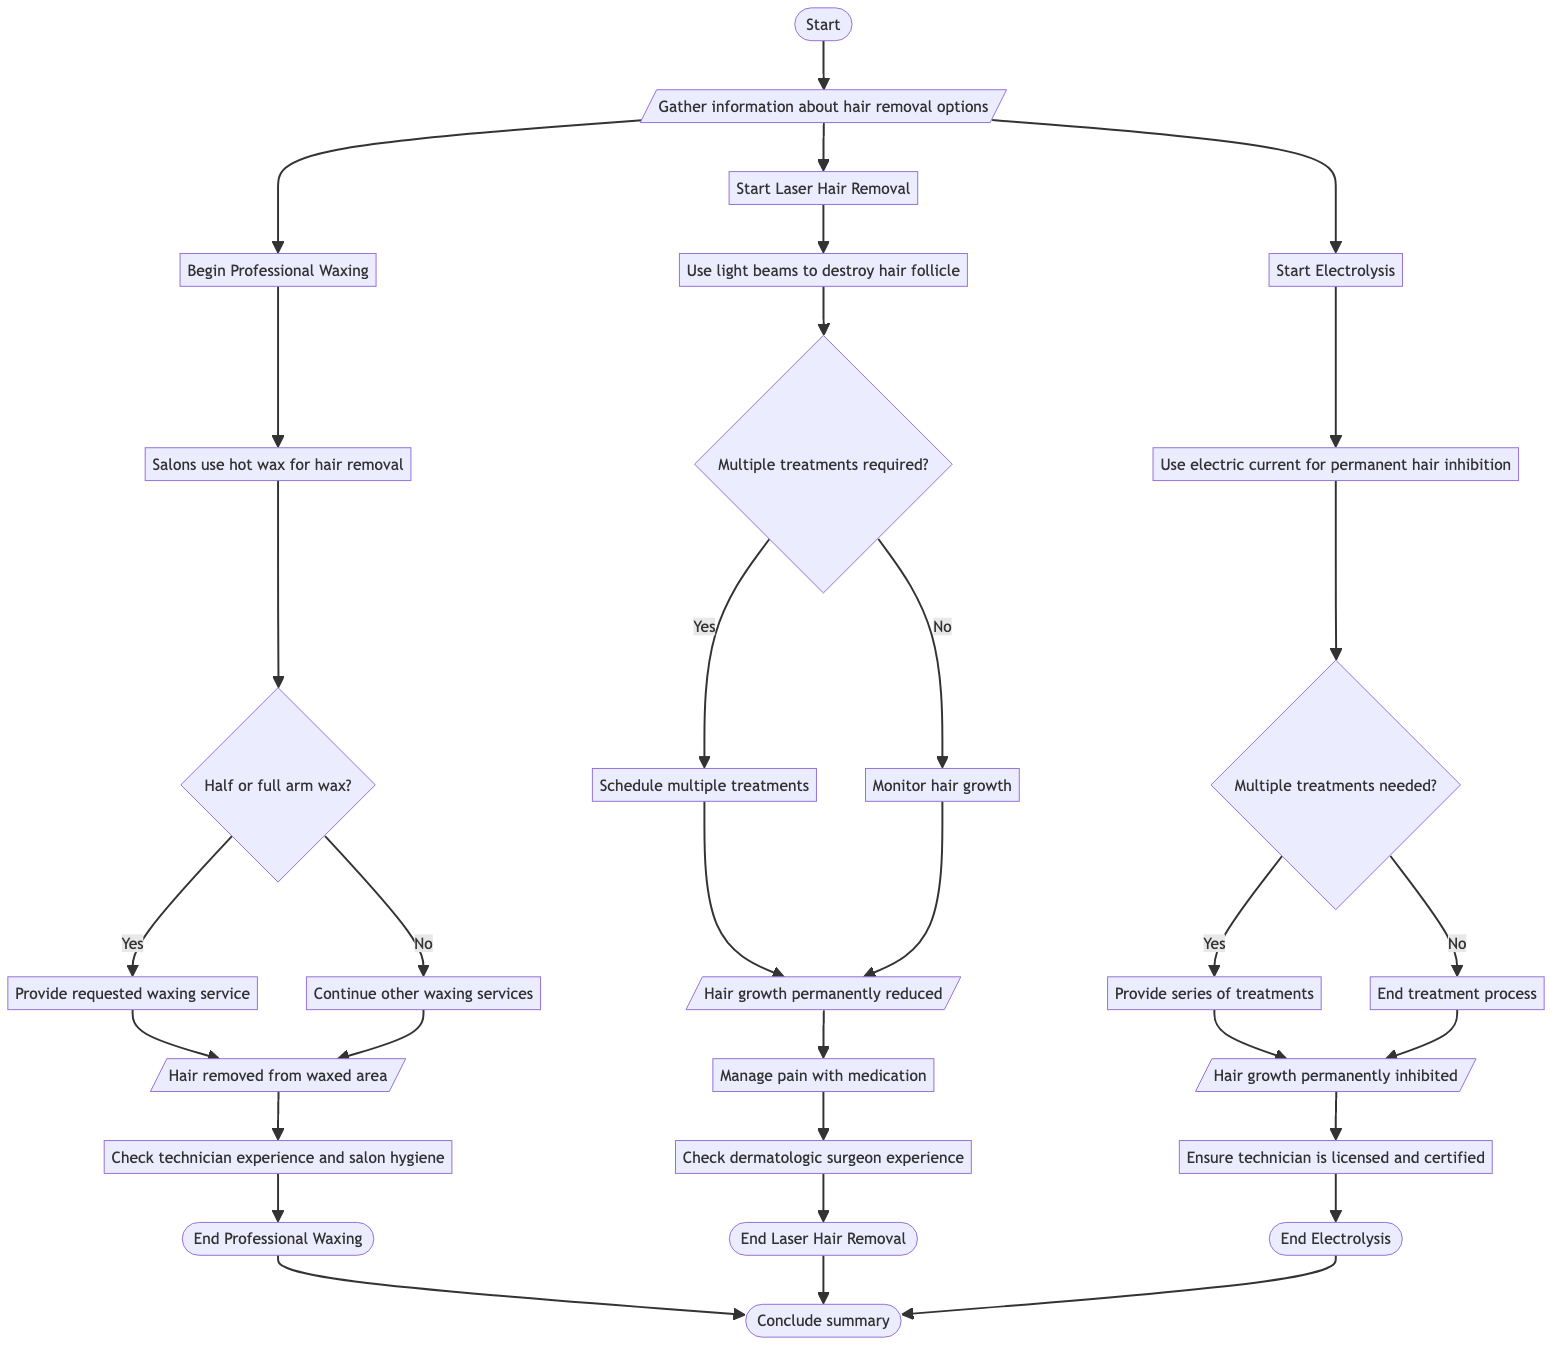 Start
Gather information about hair removal options
Start Laser Hair Removal
Begin Professional Waxing
Use light beams to destroy hair follicle
Start Electrolysis
Salons use hot wax for hair removal
Multiple treatments required?
Use electric current for permanent hair inhibition
Yes
No
Half or full arm wax?
Schedule multiple treatments
Monitor hair growth
Multiple treatments needed?
Yes
No
Yes
No
Provide requested waxing service
Continue other waxing services
Hair growth permanently reduced
Provide series of treatments
End treatment process
Hair removed from waxed area
Manage pain with medication
Hair growth permanently inhibited
Check technician experience and salon hygiene
Check dermatologic surgeon experience
Ensure technician is licensed and certified
End Professional Waxing
End Laser Hair Removal
End Electrolysis
Conclude summary